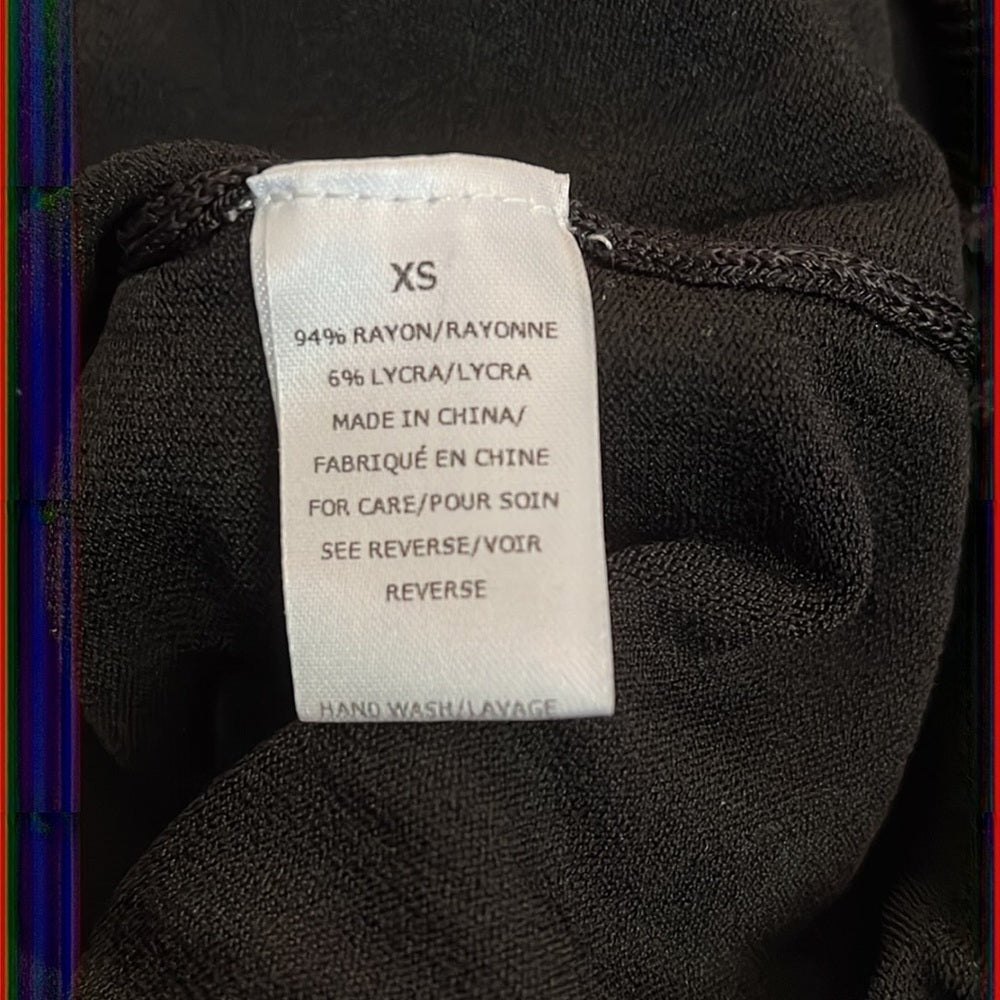 XS
94% RAYON/RAYONNE
6% LYCRA/LYCRA
MADE IN CHINA/
FABRIQUÉ EN CHINE
FOR CARE/POUR SOIN
SEE REVERSE/VOIR
REVERSE
HAND WASH/LAVAGE